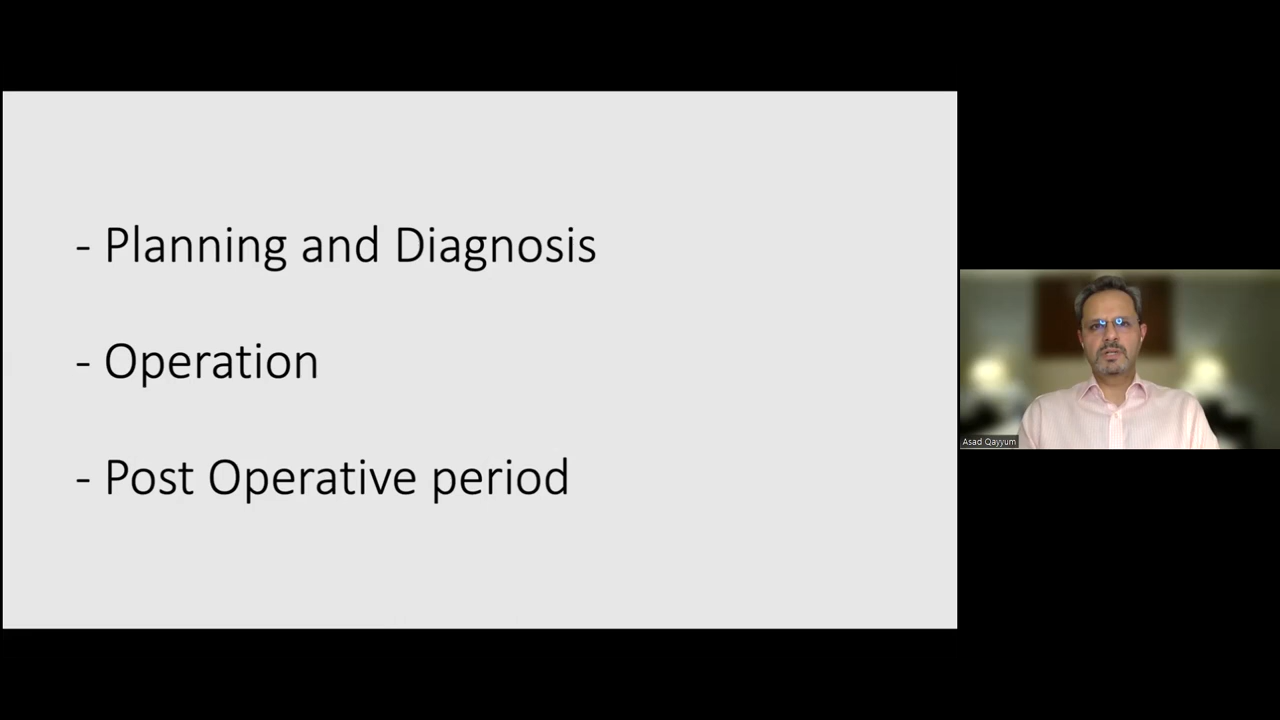 - Planning and Diagnosis
- Operation
- Post Operative period
Asad Qayyum